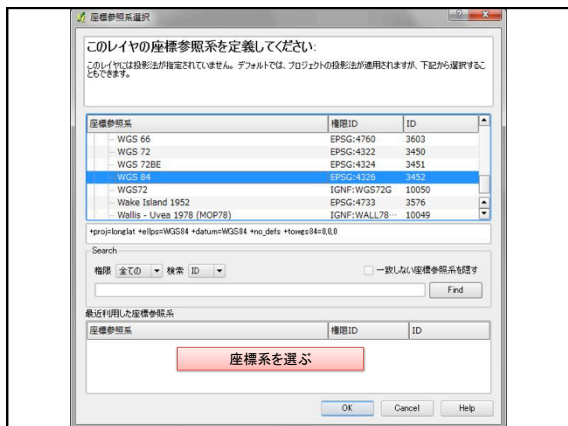 座標参照系選択
このレイヤの座標参照系を定義してください:
このレイヤには投影法が指定されていません。デフォルトでは、プロジェクトの投影法が適用されますが、下記から選択するこ
ともできます。
座標参照系 権限ID ID
WGS 66 EPSG:4760 3603
WGS 72 EPSG:4322 3450
WGS 72BE EPSG:4324 3451
WGS 84 EPSG:4326 3452
WGS72 IGNF:WGS72G 10050
Wake Island 1952 EPSG:4733 3576
Wallis - Uvea 1978 (MOP78) IGNF:WALL78… 10049
+proj=longlat +ellps=WGS84 +datum=WGS84 +no_defs +towgs84=0,0,0
Search
権限 全ての 検索 ID 一致しない座標参照系を隠す
Find
最近利用した座標参照系
座標参照系 権限ID ID
座標系を選ぶ
OK Cancel Help